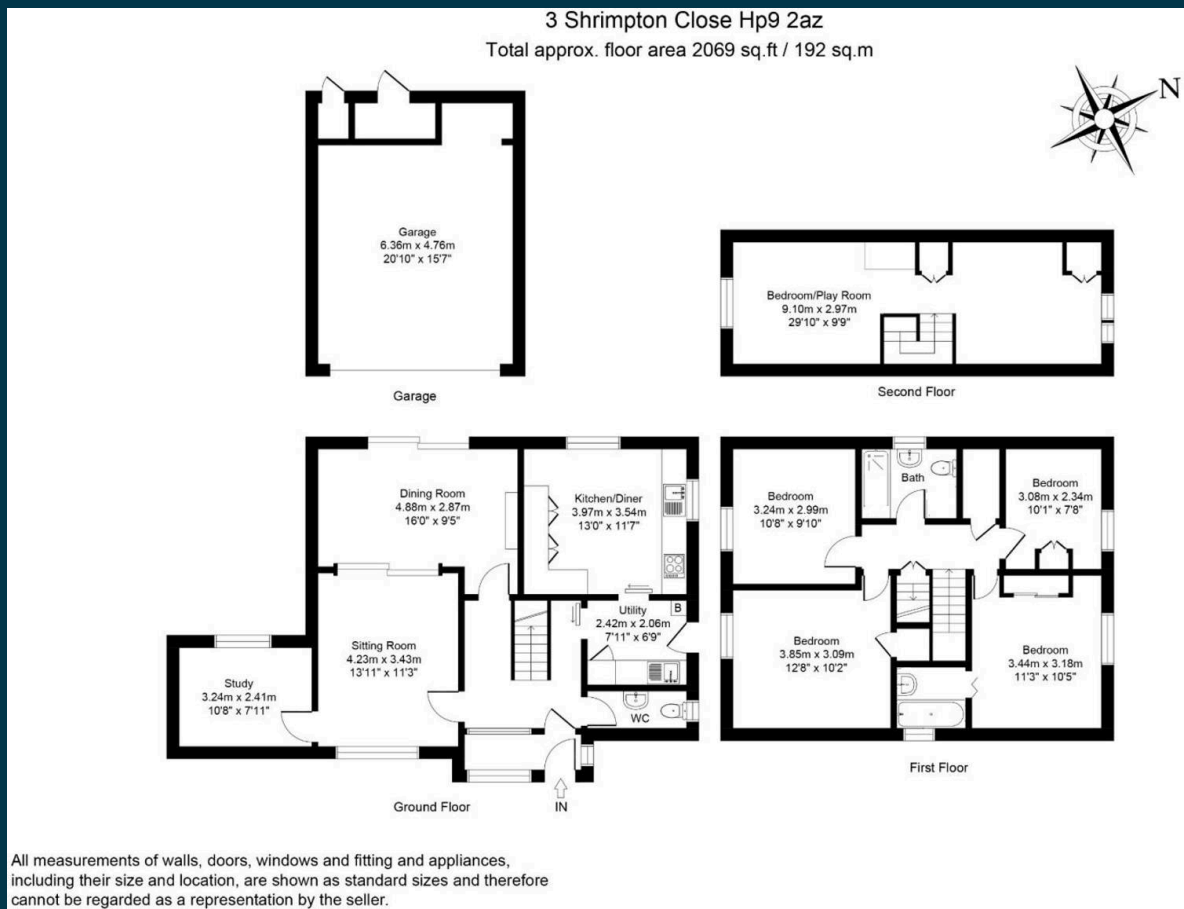 3 Shrimpton Close Hp9 2az
Total approx. floor area 2069 sq.ft / 192 sq.m
N
Garage
6.36m x 4.76m
20'10" x 15'7"
Garage
Bedroom/Play Room
9.10m x 2.97m
29'10" x 9'9"
Second Floor
Dining Room
4.88m x 2.87m
16'0" x 9'5"
Kitchen/Diner
3.97m x 3.54m
13'0" x 11'7"
Utility
2.42m x 2.06m
7'11" x 6'9"
B
Sitting Room
4.23m x 3.43m
13'11" x 11'3"
Study
3.24m x 2.41m
10'8" x 7'11"
WC
Ground Floor
IN
Bedroom
3.24m x 2.99m
10'8" x 9'10"
Bath
Bedroom
3.08m x 2.34m
10'1" x 7'8"
Bedroom
3.85m x 3.09m
12'8" x 10'2"
Bedroom
3.44m x 3.18m
11'3" x 10'5"
First Floor
All measurements of walls, doors, windows and fitting and appliances,
including their size and location, are shown as standard sizes and therefore
cannot be regarded as a representation by the seller.